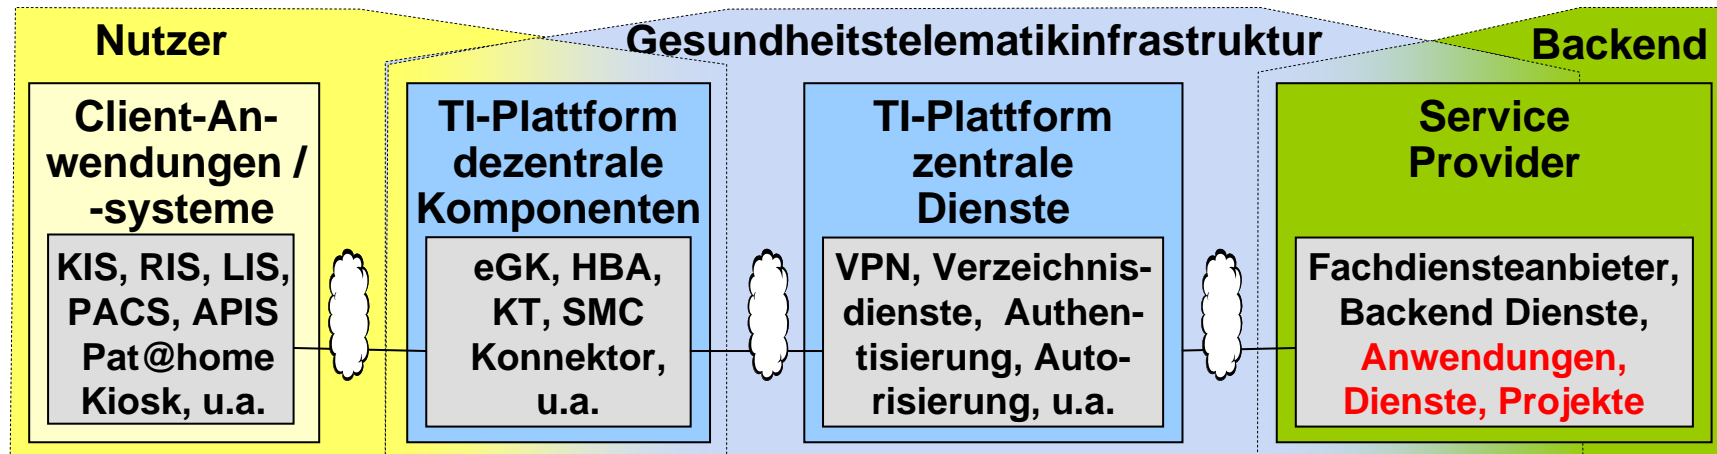 Nutzer
Gesundheitstelematikinfrastruktur
Backend
Client-An-
wendungen /
-systeme
KIS, RIS, LIS,
PACS, APIS
Pat@home
Kiosk, u.a.
TI-Plattform
dezentrale
Komponenten
eGK, HBA,
KT, SMC
Konnektor,
u.a.
TI-Plattform
zentrale
Dienste
VPN, Verzeichnis-
dienste, Authen-
tisierung, Auto-
risierung, u.a.
Service
Provider
Fachdiensteanbieter,
Backend Dienste,
Anwendungen,
Dienste, Projekte